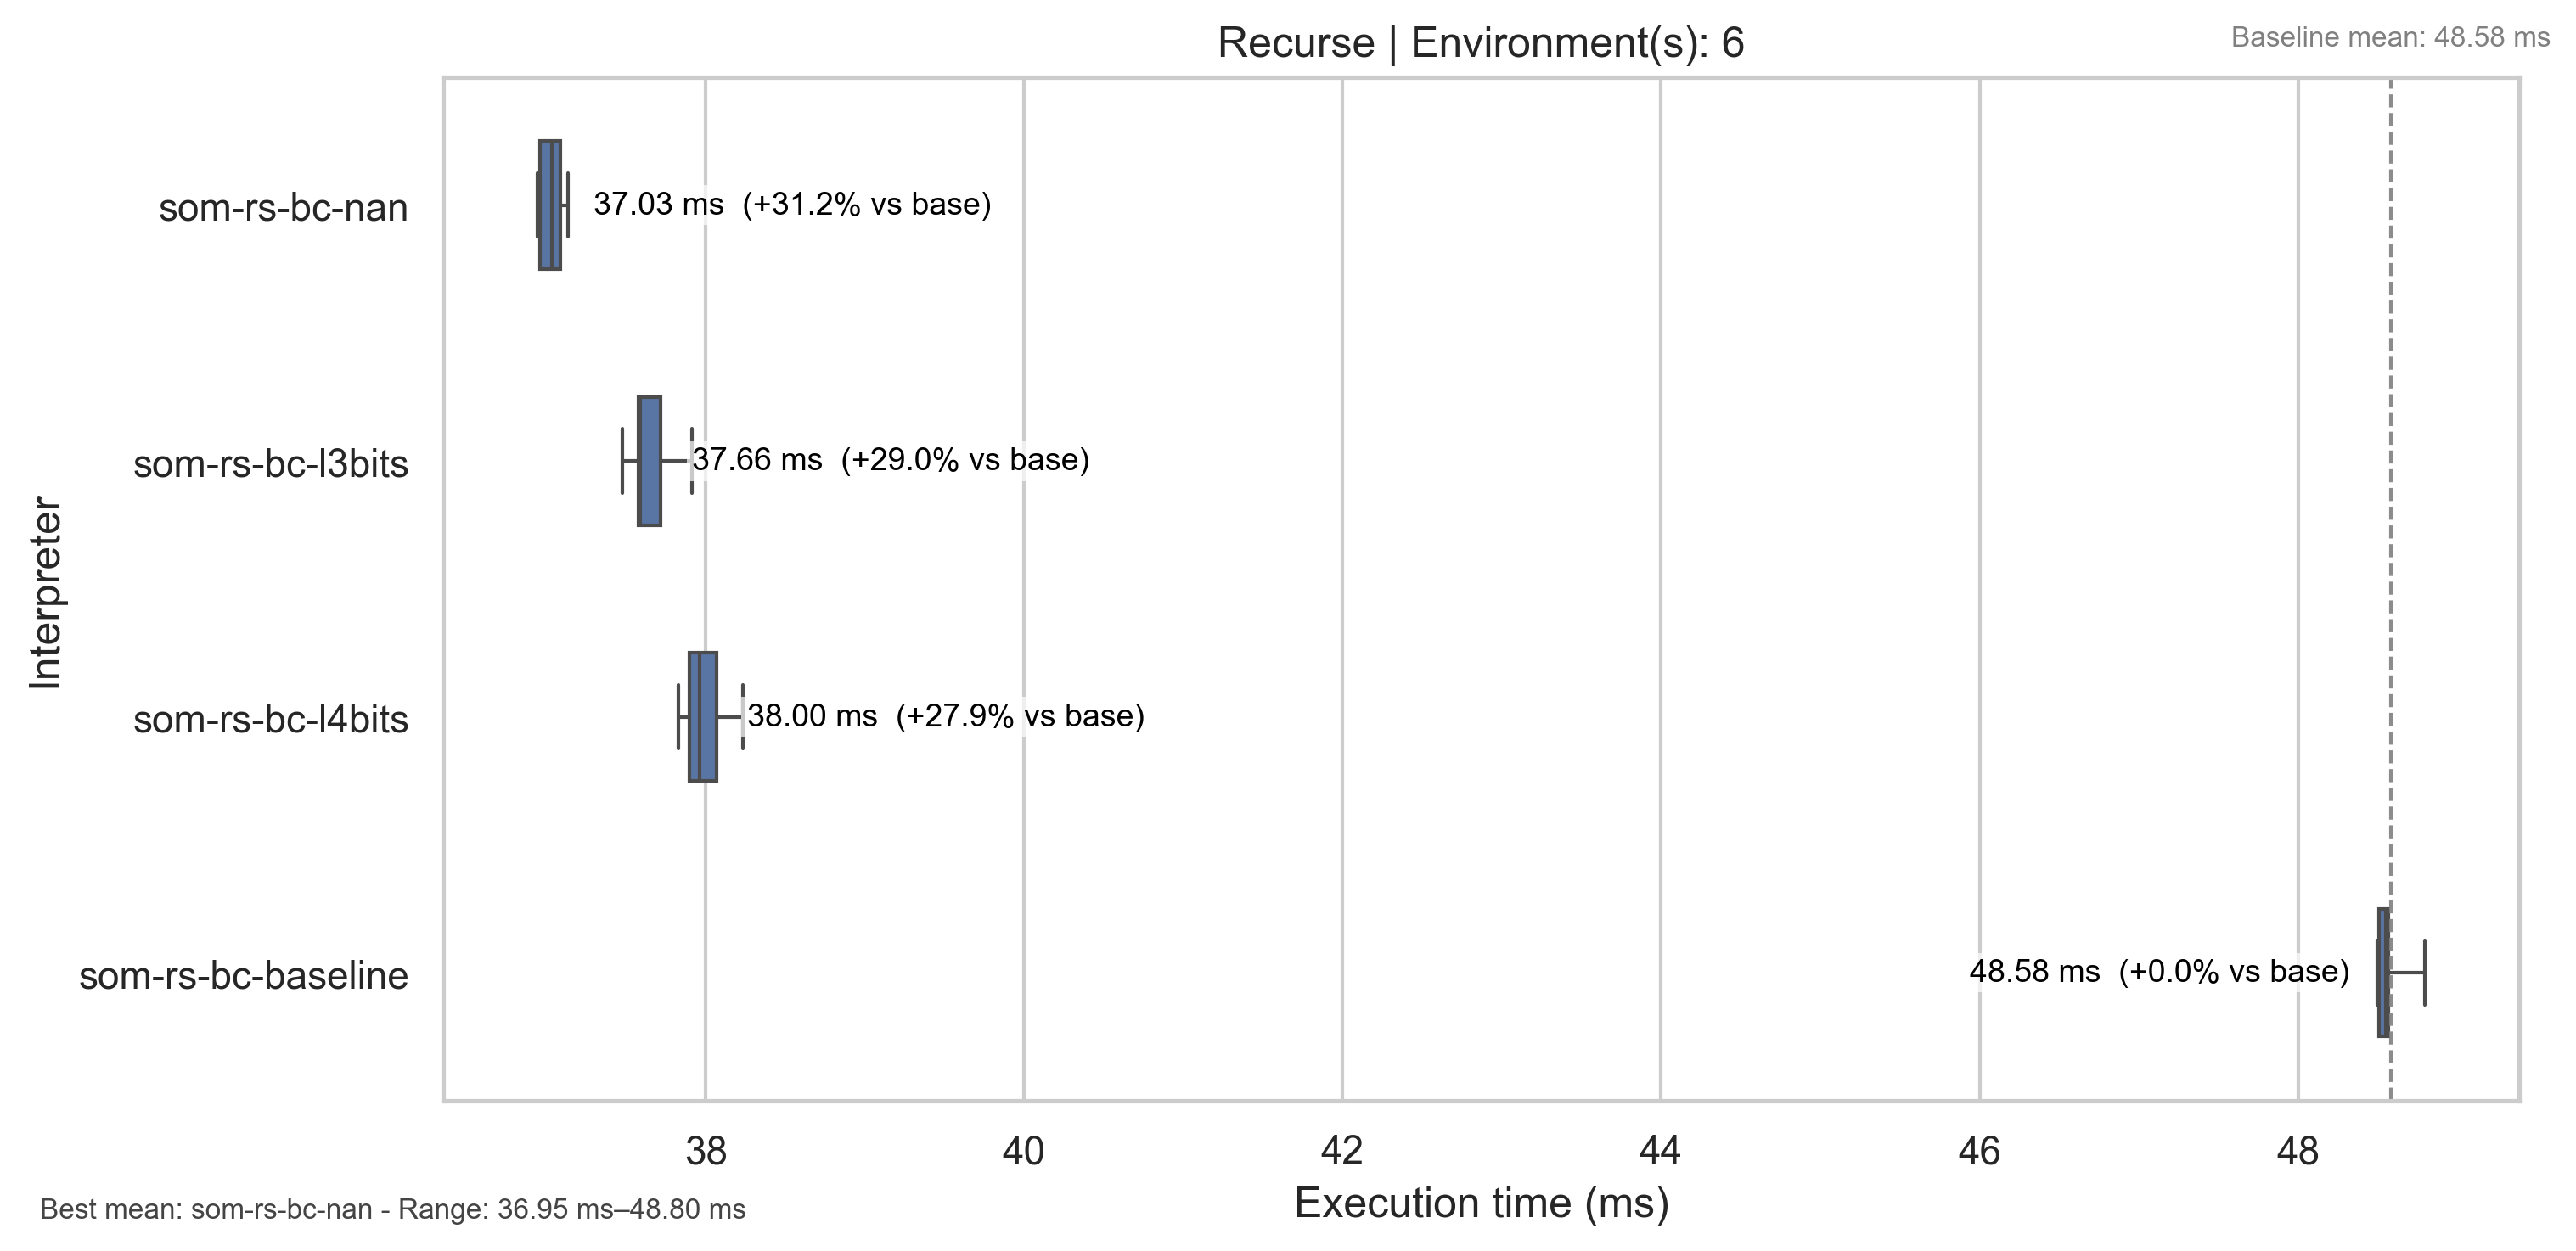 Recurse | Environment(s): 6
Baseline mean: 48.58 ms
Interpreter
som-rs-bc-nan
37.03 ms  (+31.2% vs base)
som-rs-bc-l3bits
37.66 ms  (+29.0% vs base)
som-rs-bc-l4bits
38.00 ms  (+27.9% vs base)
som-rs-bc-baseline
48.58 ms  (+0.0% vs base)
38 40 42 44 46 48
Execution time (ms)
Best mean: som-rs-bc-nan - Range: 36.95 ms–48.80 ms